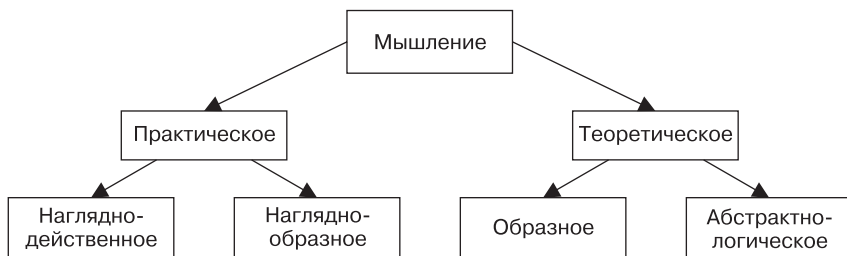 Мышление
Практическое
Теоретическое
Наглядно-
действенное
Наглядно-
образное
Образное
Абстрактно-
логическое